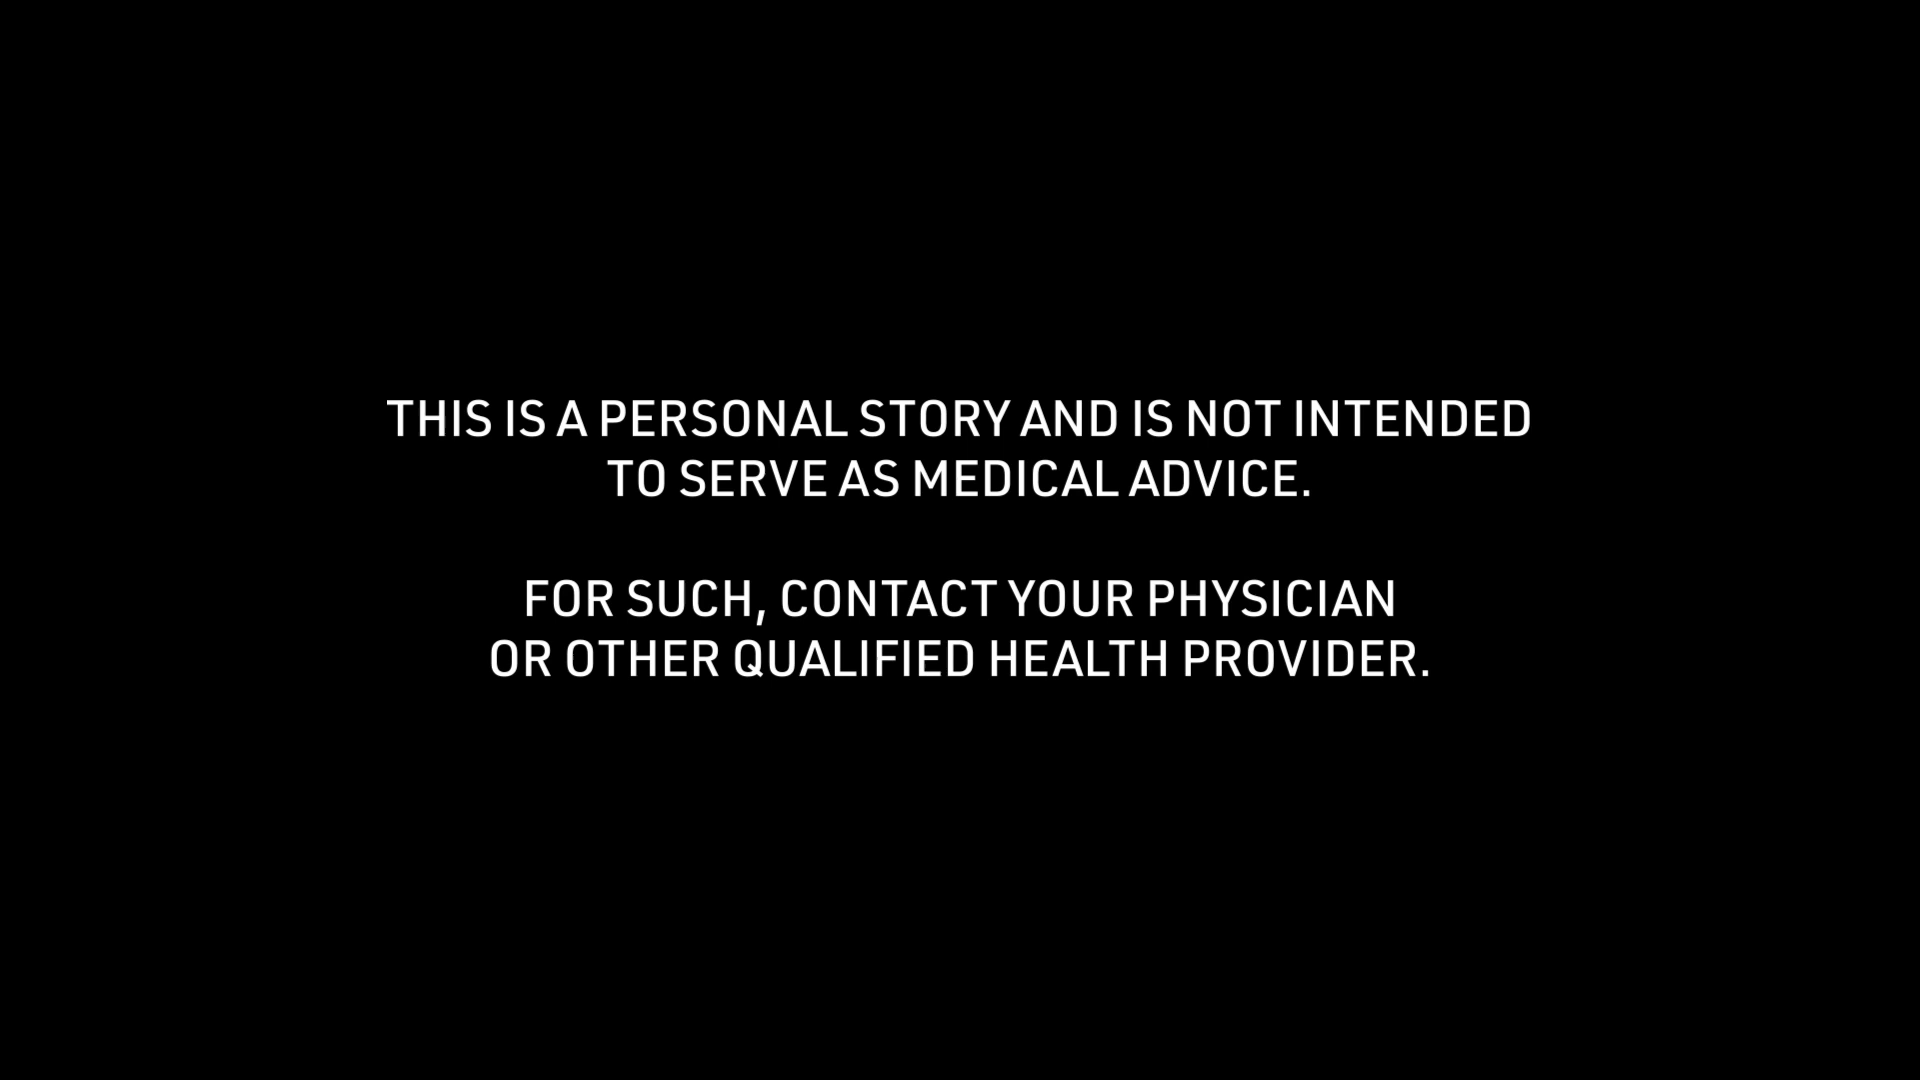 THIS IS A PERSONAL STORY AND IS NOT INTENDED
TO SERVE AS MEDICAL ADVICE.
FOR SUCH, CONTACT YOUR PHYSICIAN
OR OTHER QUALIFIED HEALTH PROVIDER.